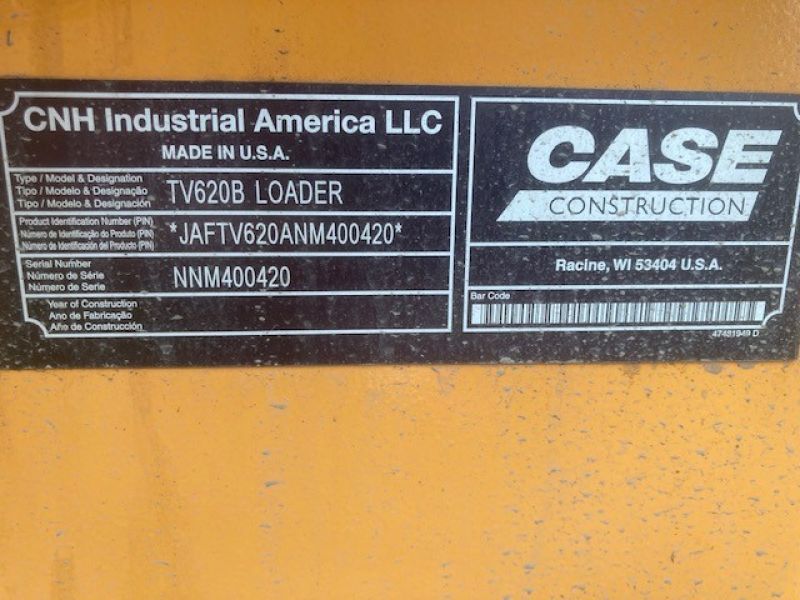 CNH Industrial America LLC
MADE IN U.S.A.
Type / Model & Designation
Tipo / Modelo & Designação
Tipo / Modelo & Designación
TV620B LOADER
Product Identification Number (PIN)
Número de Identificação do Produto (PIN)
Número de Identificación del Producto (PIN)
*JAFTV620ANM400420*
Serial Number
Número de Série
Número de Serie
NNM400420
Year of Construction
Ano de Fabricação
Año de Construcción
CASE
CONSTRUCTION
Racine, WI 53404 U.S.A.
Bar Code
47481949 D